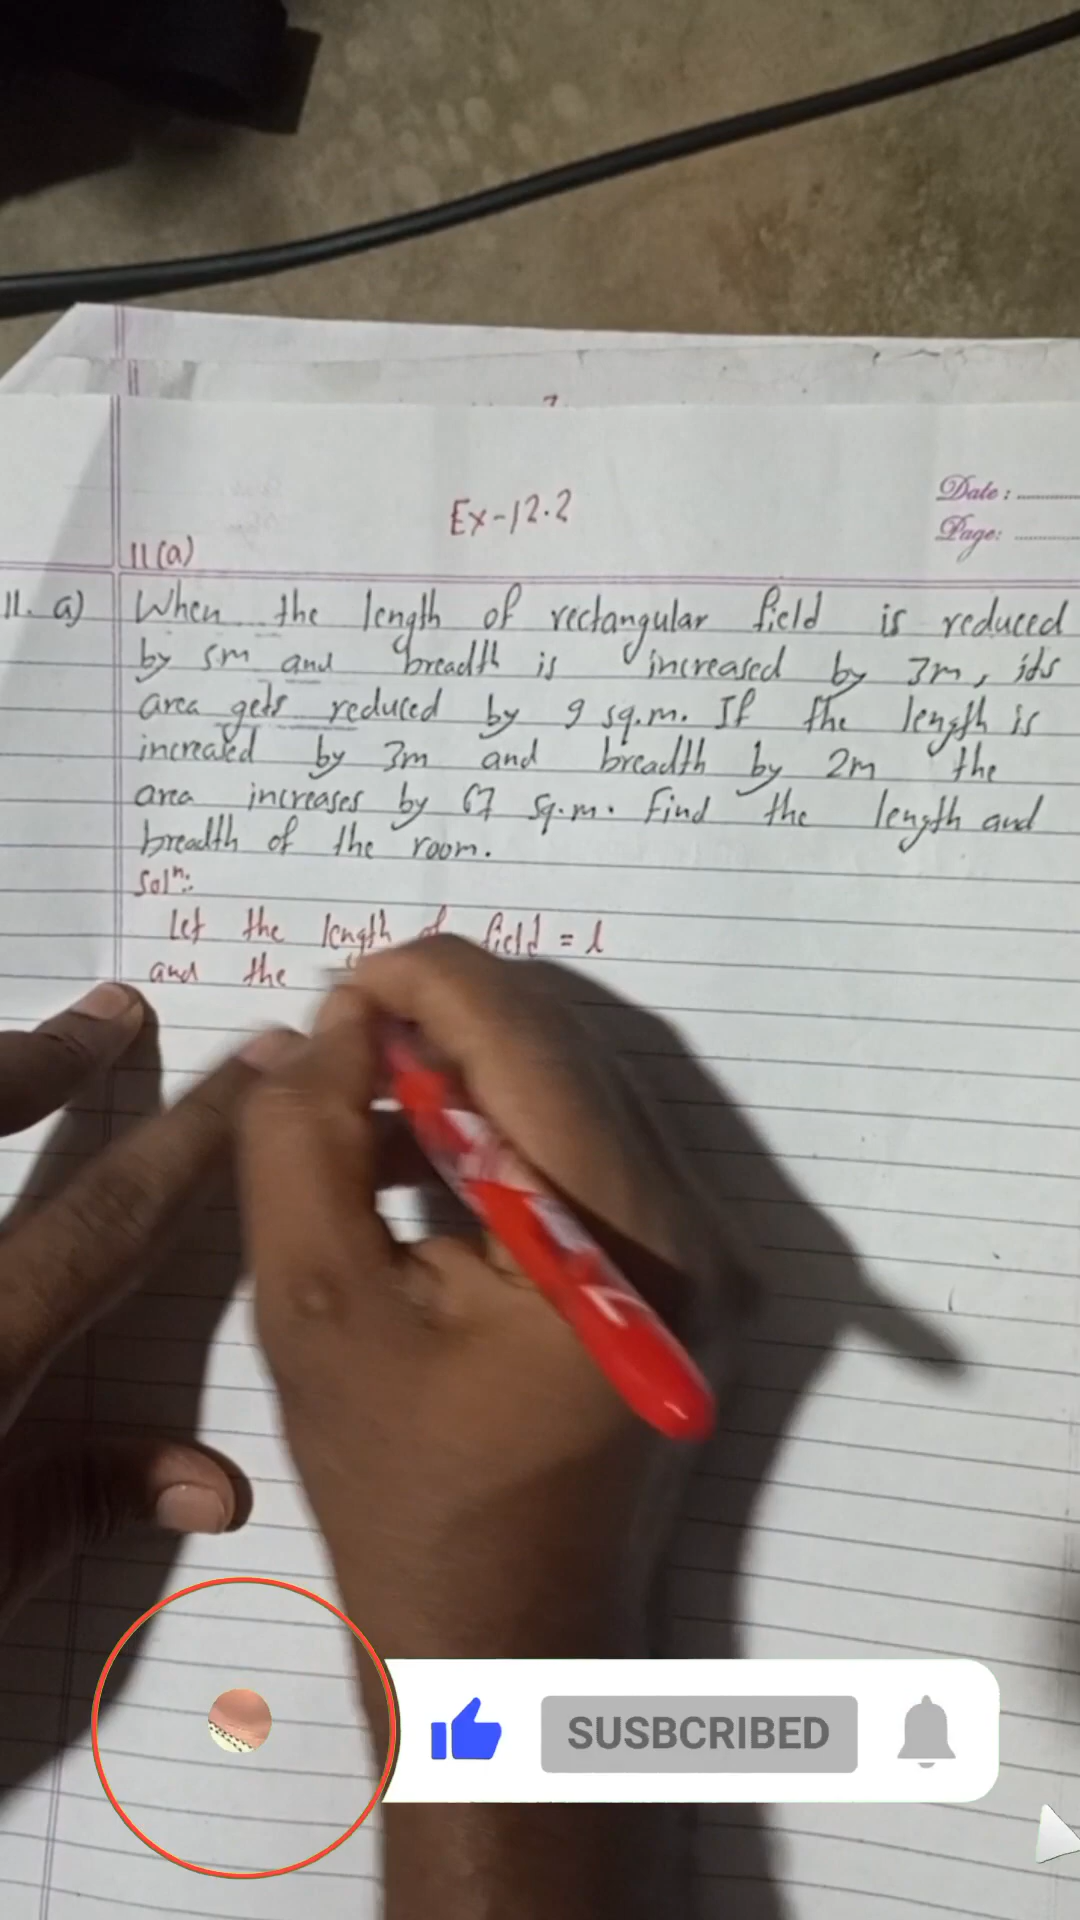 Ex-12.2
Date:
Page:
11(a)
11. a) When the length of rectangular field is reduced
by 5m and breadth is increased by 3m, it's
area gets reduced by 9 sq.m. If the length is
increased by 3m and breadth by 2m the
area increases by 67 sq.m. Find the length and
breadth of the room.
Solⁿ:
Let the length of field = l
and the
SUSBCRIBED